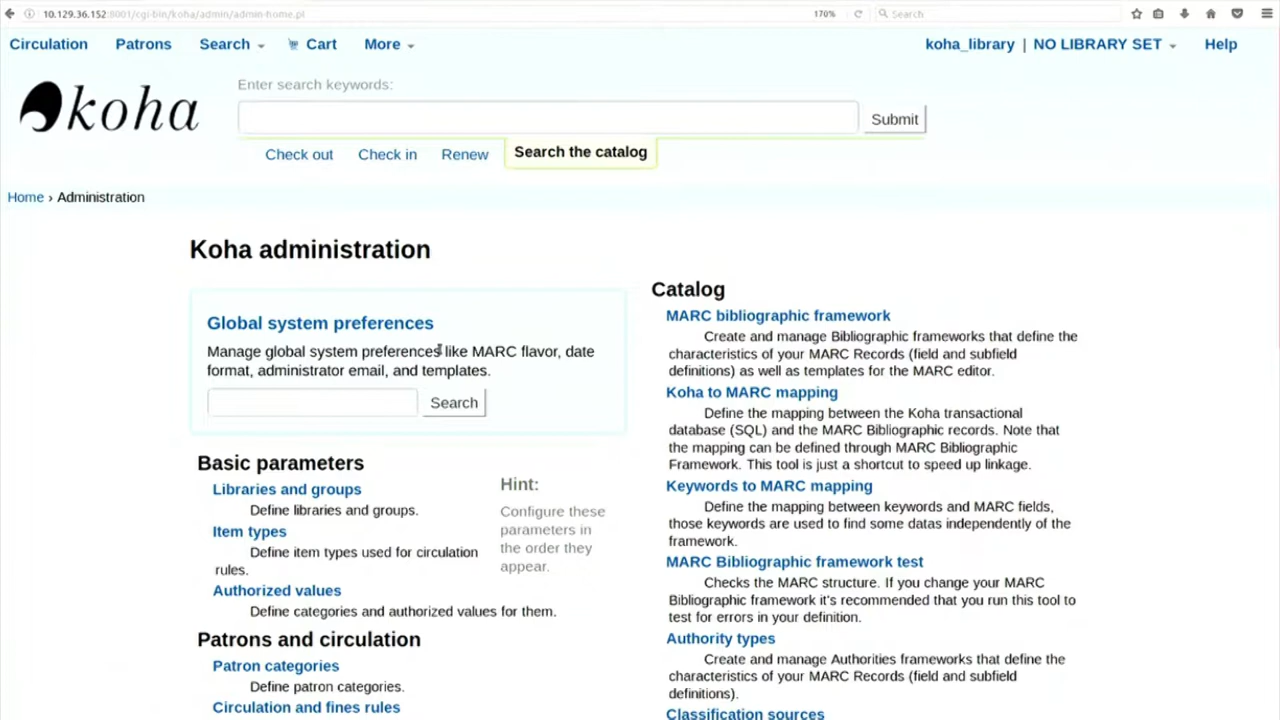 10.129.36.152:8001/cgi-bin/koha/admin/admin-home.pl
170%
Search
Circulation
Patrons
Search
Cart
More
koha_library | NO LIBRARY SET
Help
koha
Enter search keywords:
Submit
Check out
Check in
Renew
Search the catalog
Home › Administration
Koha administration
Global system preferences
Manage global system preferences like MARC flavor, date
format, administrator email, and templates.
Search
Basic parameters
Libraries and groups
Define libraries and groups.
Item types
Define item types used for circulation
rules.
Authorized values
Define categories and authorized values for them.
Hint:
Configure these
parameters in
the order they
appear.
Patrons and circulation
Patron categories
Define patron categories.
Circulation and fines rules
Catalog
MARC bibliographic framework
Create and manage Bibliographic frameworks that define the
characteristics of your MARC Records (field and subfield
definitions) as well as templates for the MARC editor.
Koha to MARC mapping
Define the mapping between the Koha transactional
database (SQL) and the MARC Bibliographic records. Note that
the mapping can be defined through MARC Bibliographic
Framework. This tool is just a shortcut to speed up linkage.
Keywords to MARC mapping
Define the mapping between keywords and MARC fields,
those keywords are used to find some datas independently of the
framework.
MARC Bibliographic framework test
Checks the MARC structure. If you change your MARC
Bibliographic framework it's recommended that you run this tool to
test for errors in your definition.
Authority types
Create and manage Authorities frameworks that define the
characteristics of your MARC Records (field and subfield
definitions).
Classification sources